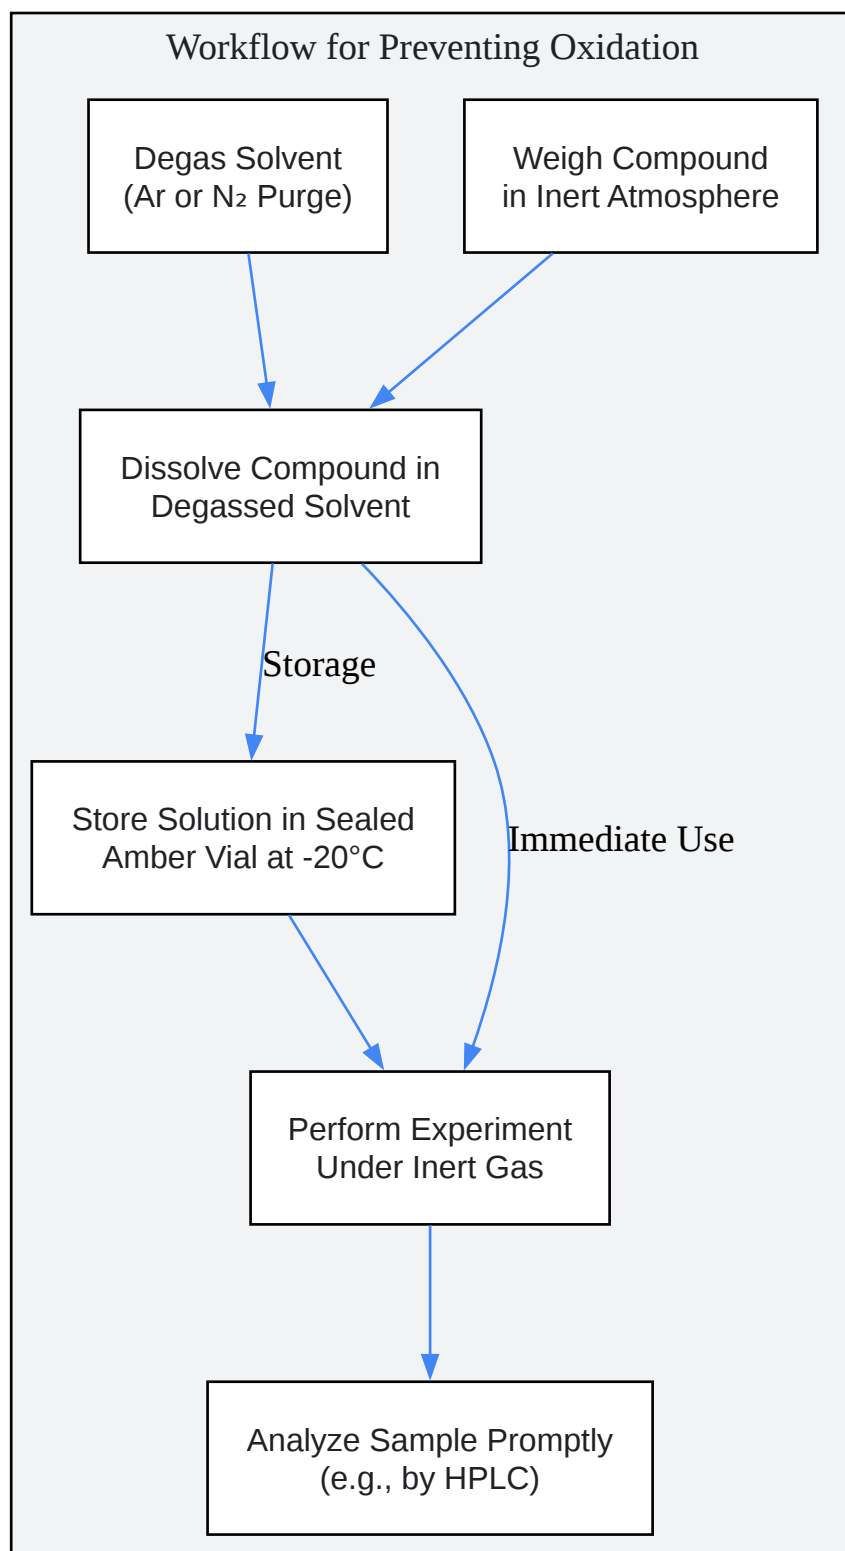 Workflow for Preventing Oxidation
Degas Solvent
(Ar or N₂ Purge)
Weigh Compound
in Inert Atmosphere
Dissolve Compound in
Degassed Solvent
Storage
Store Solution in Sealed
Amber Vial at -20°C
Immediate Use
Perform Experiment
Under Inert Gas
Analyze Sample Promptly
(e.g., by HPLC)